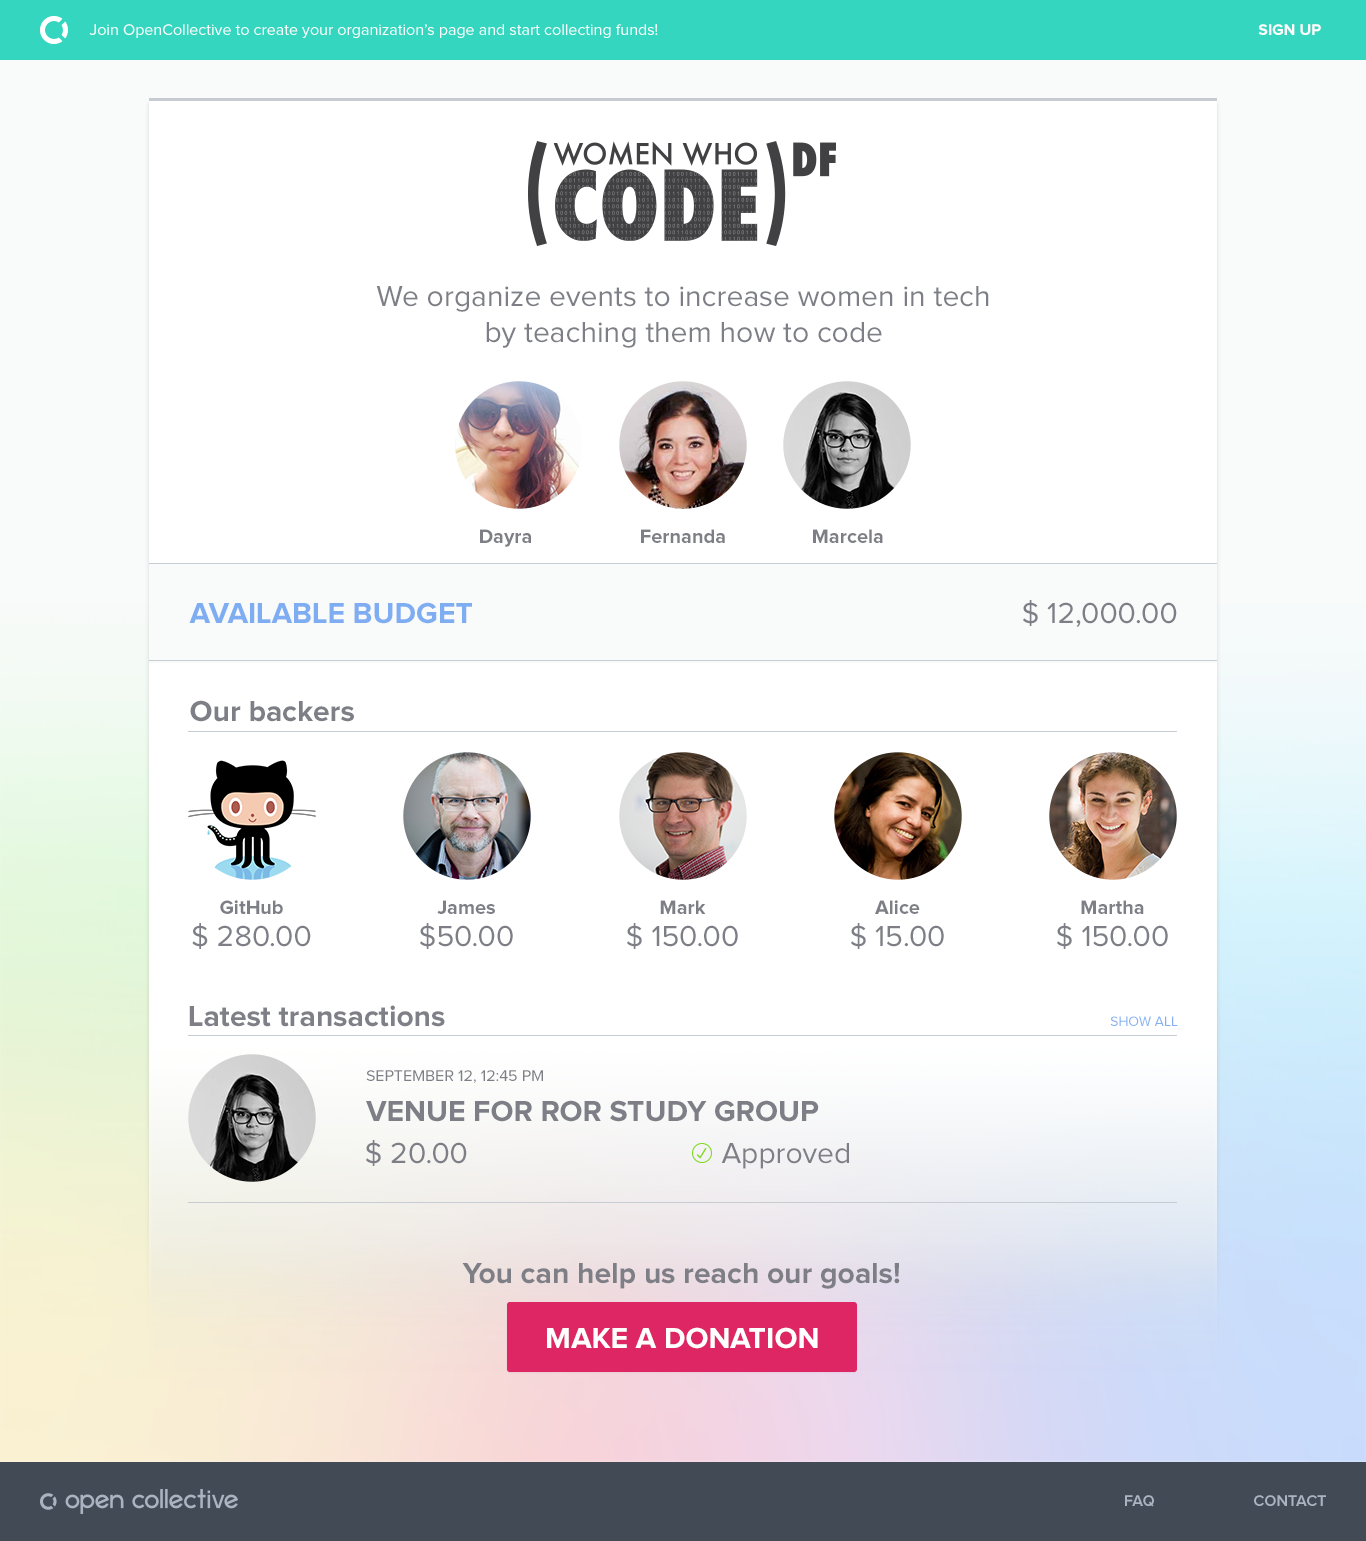 Join OpenCollective to create your organization's page and start collecting funds!
SIGN UP
(WOMEN WHO CODE) DF
We organize events to increase women in tech
by teaching them how to code
Dayra
Fernanda
Marcela
AVAILABLE BUDGET
$ 12,000.00
Our backers
GitHub
$ 280.00
James
$50.00
Mark
$ 150.00
Alice
$ 15.00
Martha
$ 150.00
Latest transactions
SHOW ALL
SEPTEMBER 12, 12:45 PM
VENUE FOR ROR STUDY GROUP
$ 20.00
Approved
You can help us reach our goals!
MAKE A DONATION
open collective
FAQ
CONTACT